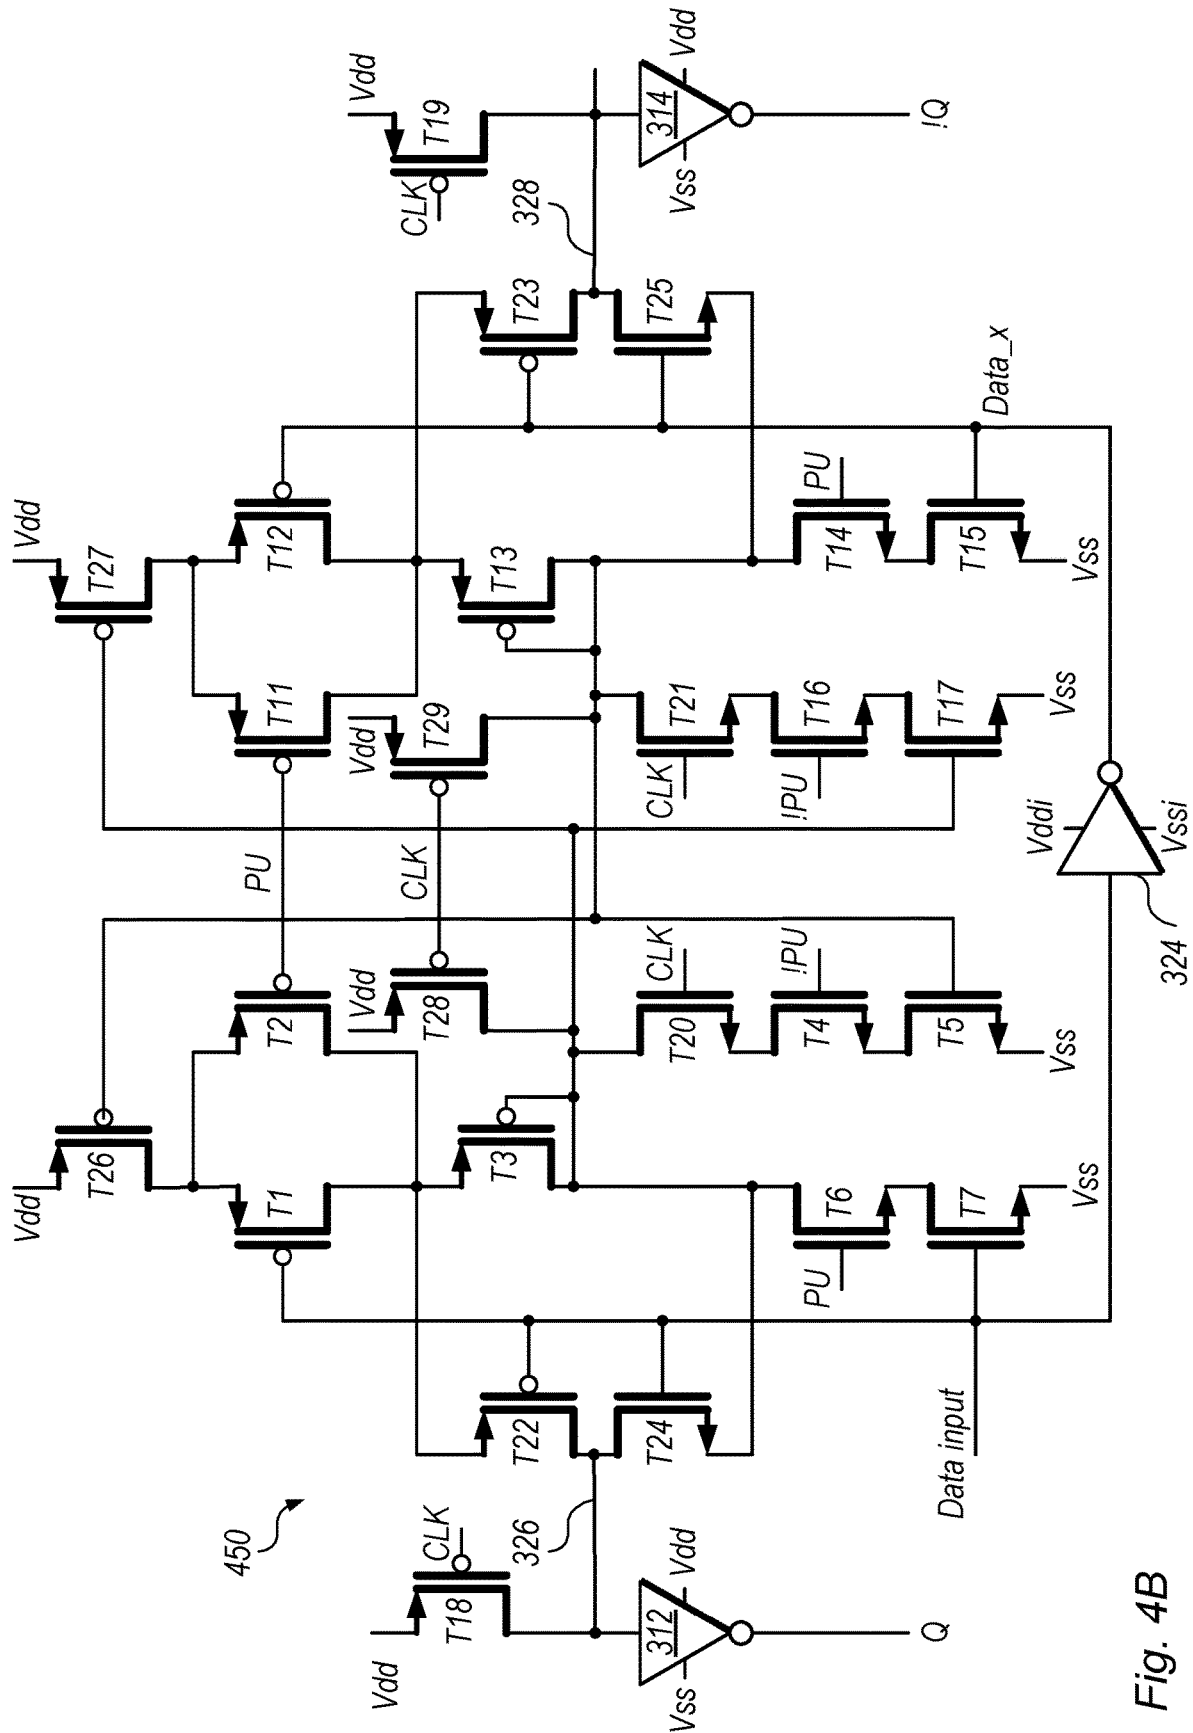 450
Vdd
T26
Vdd
T27
T1
T2
PU
T11
T12
Vdd
T18
CLK
T22
T3
Vdd
T28
CLK
Vdd
T29
T13
T23
CLK
T19
Vdd
326
T24
328
T25
Vss
312
Vdd
Q
CLK
T20
!PU
T4
T5
Vss
PU
T6
T7
Vss
CLK
T21
!PU
T16
T17
Vss
PU
T14
T15
Vss
Vss
314
Vdd
!Q
Data input
Data_x
Vddi
Vssi
324
Fig. 4B